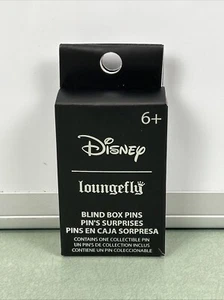 6+
Disney
loungefly
BLIND BOX PINS
PIN'S SURPRISES
PINS EN CAJA SORPRESA
CONTAINS ONE COLLECTIBLE PIN
UN PIN'S DE COLLECTION INCLUS
CONTIENE UN PIN COLECCIONABLE